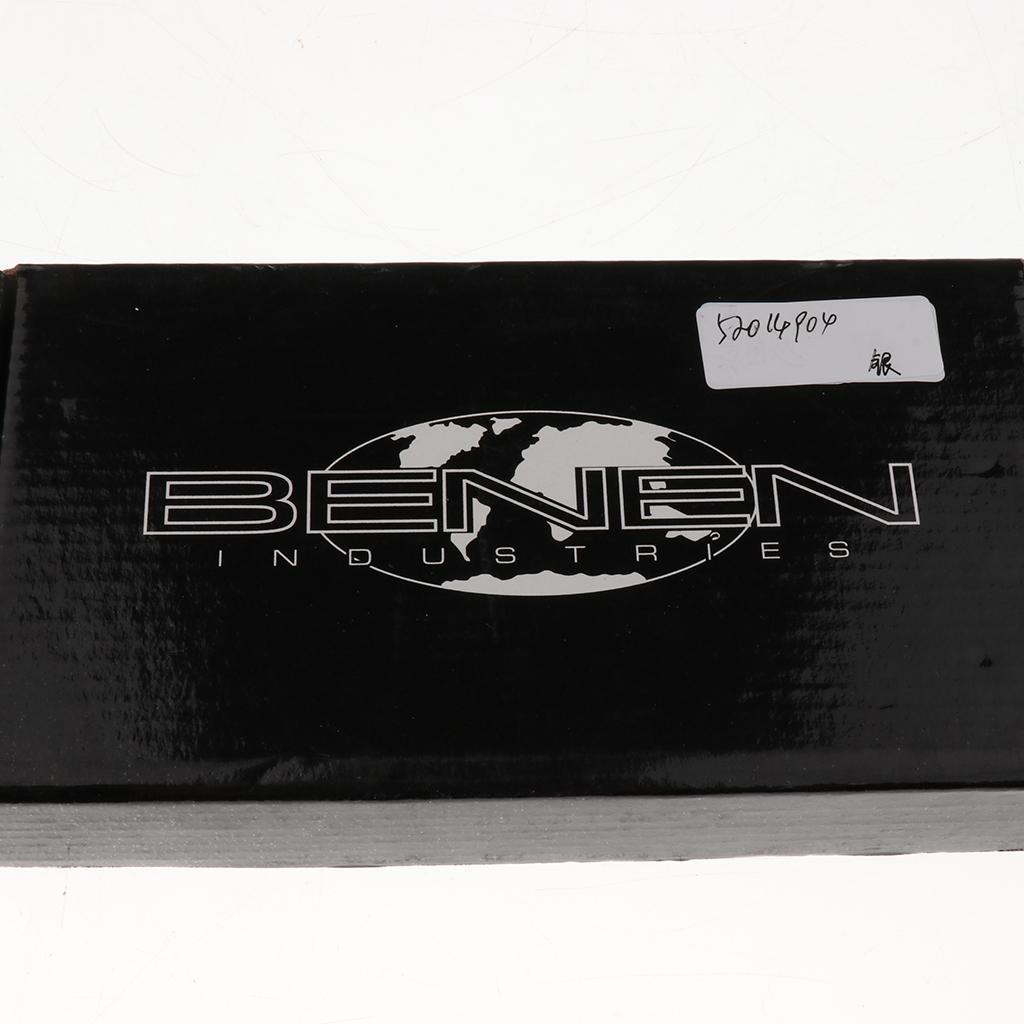 52014904
银
BENEN
INDUSTRIES